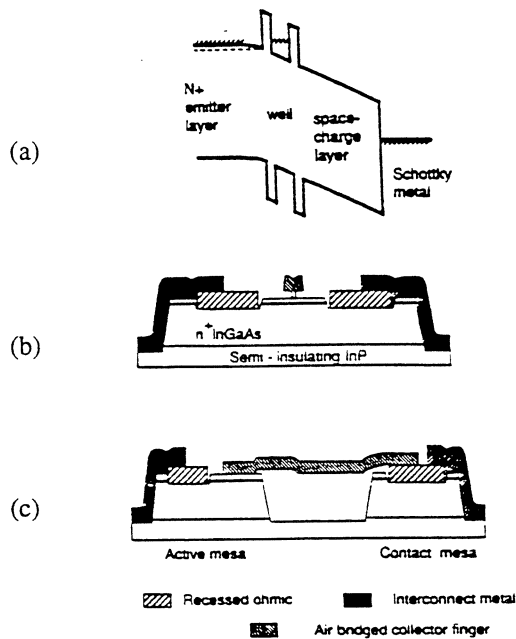 (a)
N+
emitter
layer
well
space-
charge
layer
Schottky
metal
(b)
n+InGaAs
Semi - insulating InP
(c)
Active mesa
Contact mesa
Recessed ohmic
Interconnect metal
Air bridged collector finger